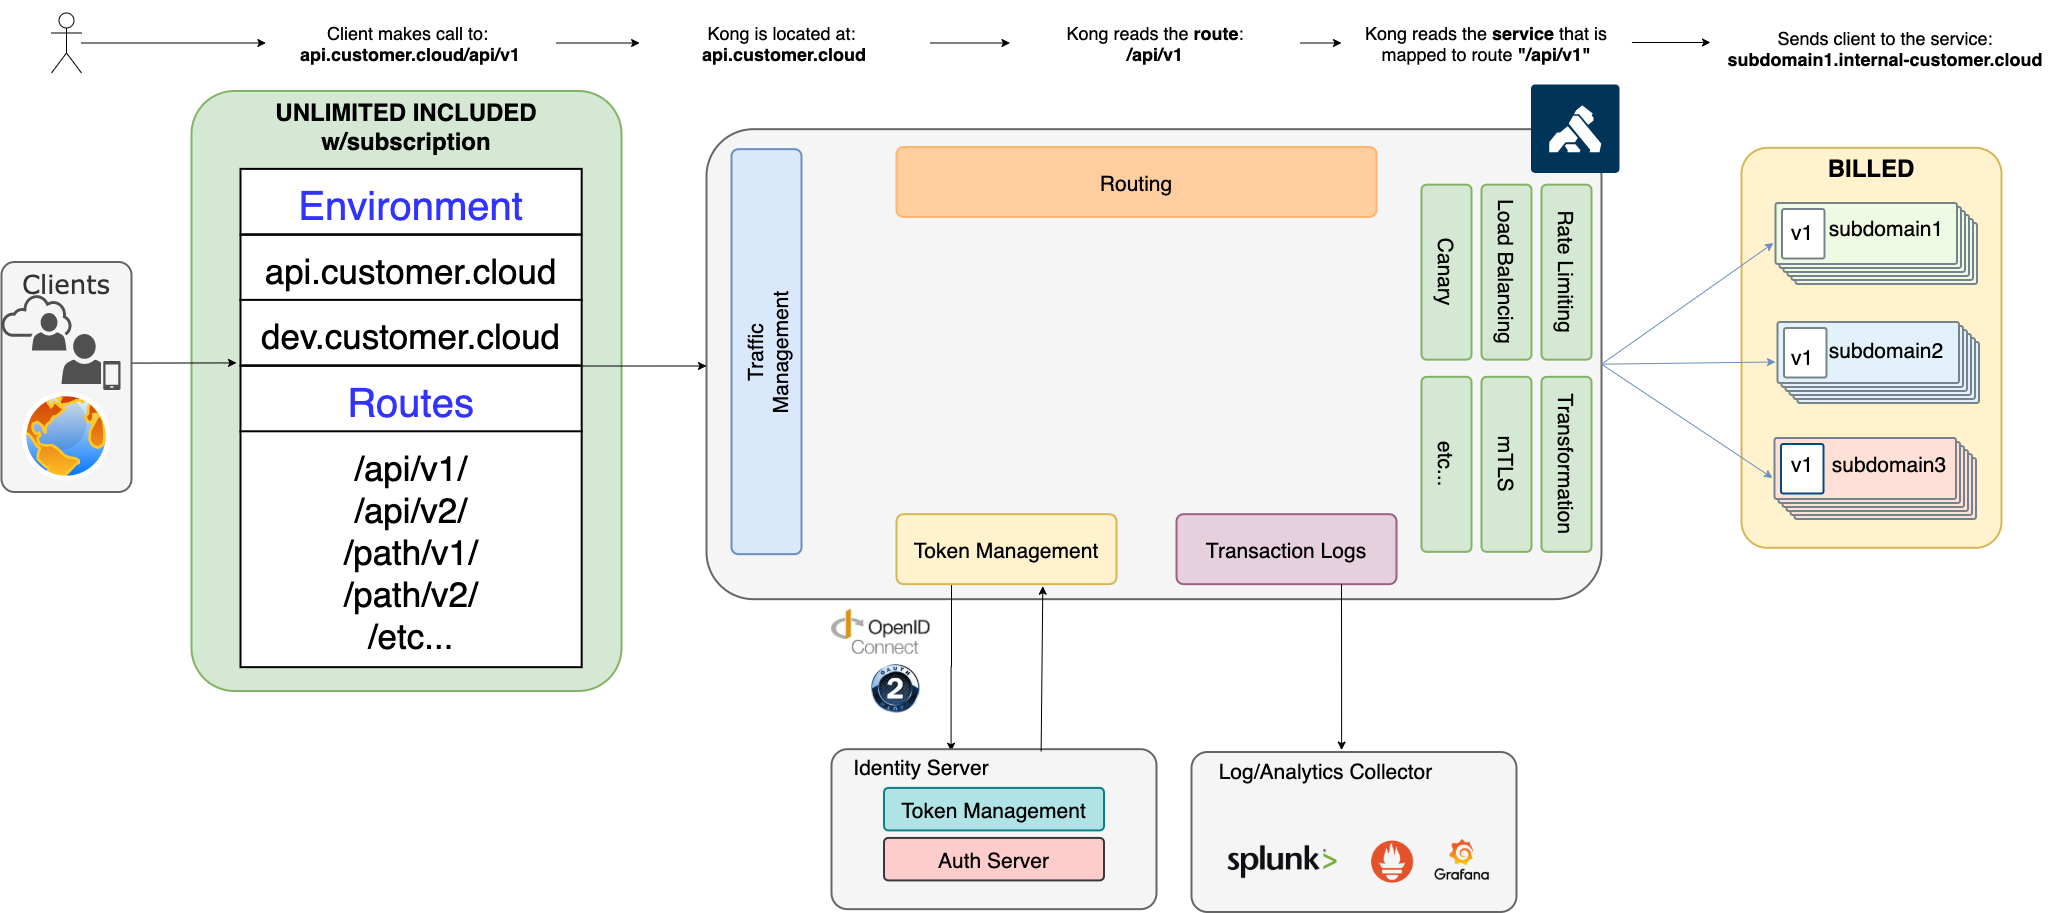 Client makes call to:
api.customer.cloud/api/v1
Kong is located at:
api.customer.cloud
Kong reads the route:
/api/v1
Kong reads the service that is
mapped to route "/api/v1"
Sends client to the service:
subdomain1.internal-customer.cloud
UNLIMITED INCLUDED
w/subscription
Environment
api.customer.cloud
dev.customer.cloud
Routes
/api/v1/
/api/v2/
/path/v1/
/path/v2/
/etc...
Clients
Traffic
Management
Routing
Canary
Load Balancing
Rate Limiting
etc...
mTLS
Transformation
Token Management
Transaction Logs
BILLED
v1 subdomain1
v1 subdomain2
v1 subdomain3
OpenID
Connect
OAUTH
2
Identity Server
Token Management
Auth Server
Log/Analytics Collector
splunk>
Grafana